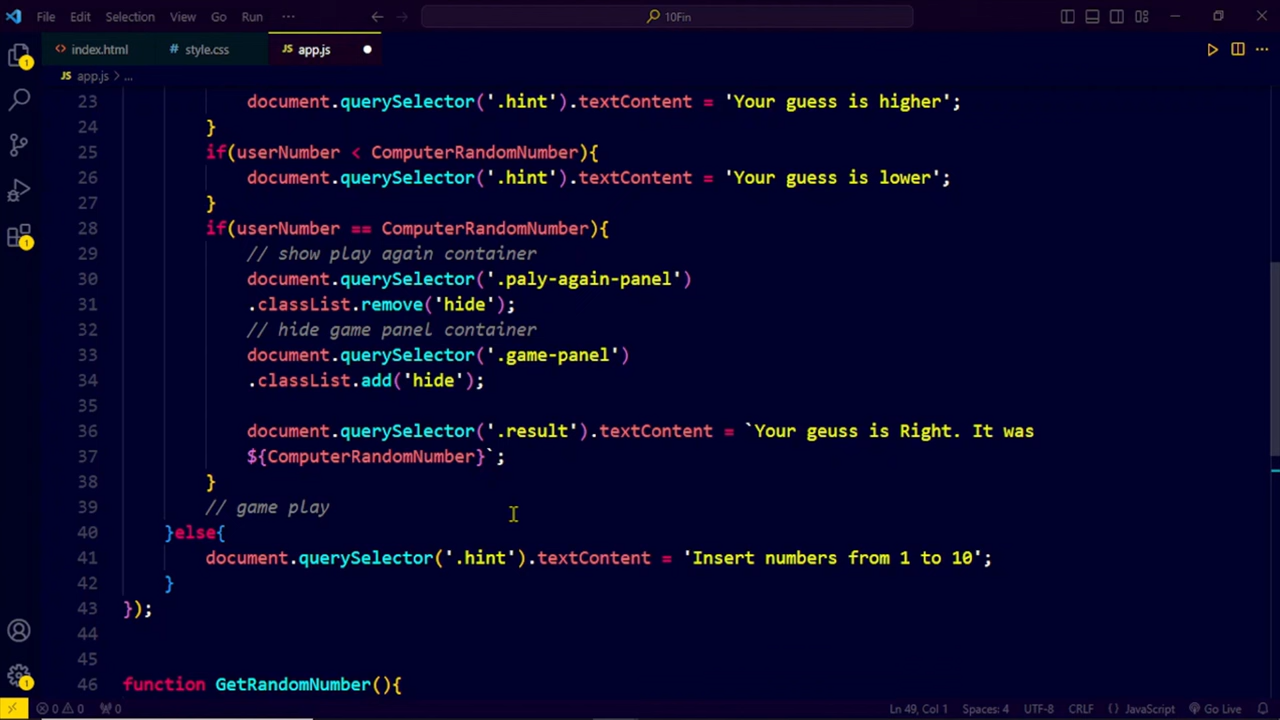 File Edit Selection View Go Run ··· 10Fin
index.html style.css JS app.js
JS app.js > ...
23 document.querySelector('.hint').textContent = 'Your guess is higher';
24 }
25 if(userNumber < ComputerRandomNumber){
26 document.querySelector('.hint').textContent = 'Your guess is lower';
27 }
28 if(userNumber == ComputerRandomNumber){
29 // show play again container
30 document.querySelector('.paly-again-panel')
31 .classList.remove('hide');
32 // hide game panel container
33 document.querySelector('.game-panel')
34 .classList.add('hide');
35
36 document.querySelector('.result').textContent = `Your geuss is Right. It was
37 ${ComputerRandomNumber}`;
38 }
39 // game play
40 }else{
41 document.querySelector('.hint').textContent = 'Insert numbers from 1 to 10';
42 }
43 });
44
45
46 function GetRandomNumber(){
0 0 0 Ln 49, Col 1 Spaces: 4 UTF-8 CRLF {} JavaScript Go Live